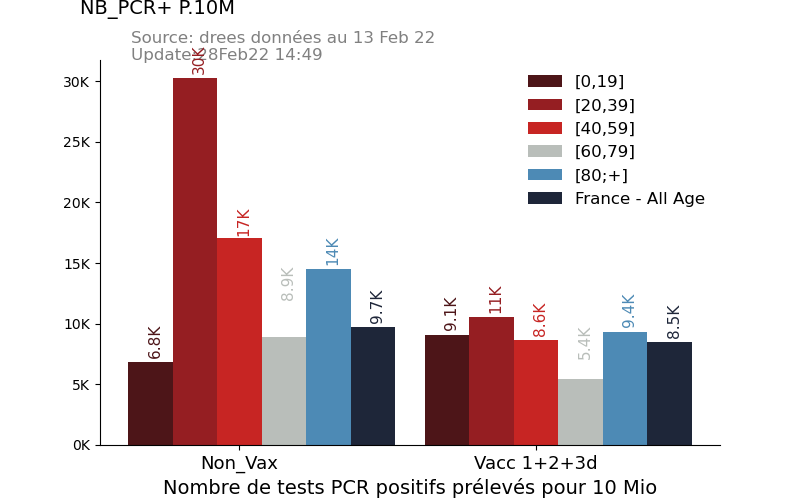 NB_PCR+ P.10M
Source: drees données au 13 Feb 22
Update 28Feb22 14:49
30K
25K
20K
15K
10K
5K
0K
6.8K
30K
17K
8.9K
14K
9.7K
9.1K
11K
8.6K
5.4K
9.4K
8.5K
[0,19]
[20,39]
[40,59]
[60,79]
[80;+]
France - All Age
Non_Vax
Vacc 1+2+3d
Nombre de tests PCR positifs prélevés pour 10 Mio